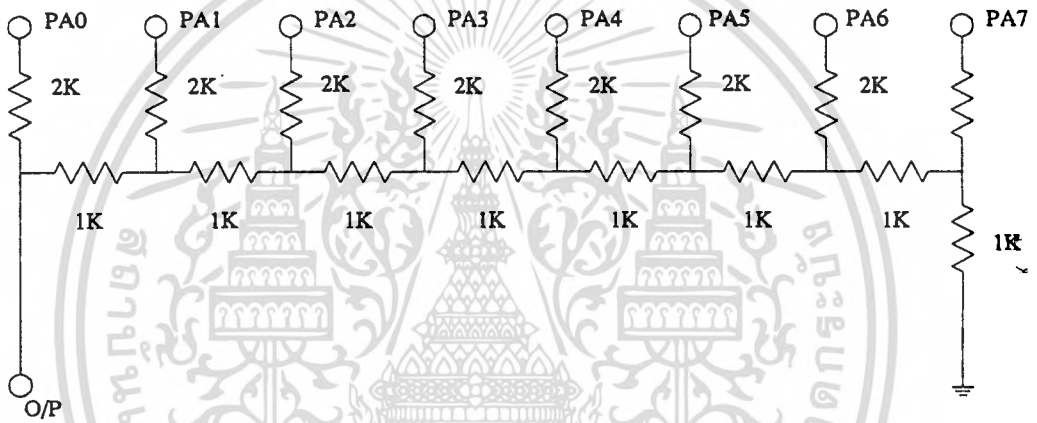 PA0 PA1 PA2 PA3 PA4 PA5 PA6 PA7
2K 2K 2K 2K 2K 2K 2K
1K 1K 1K 1K 1K 1K 1K
1K
O/P